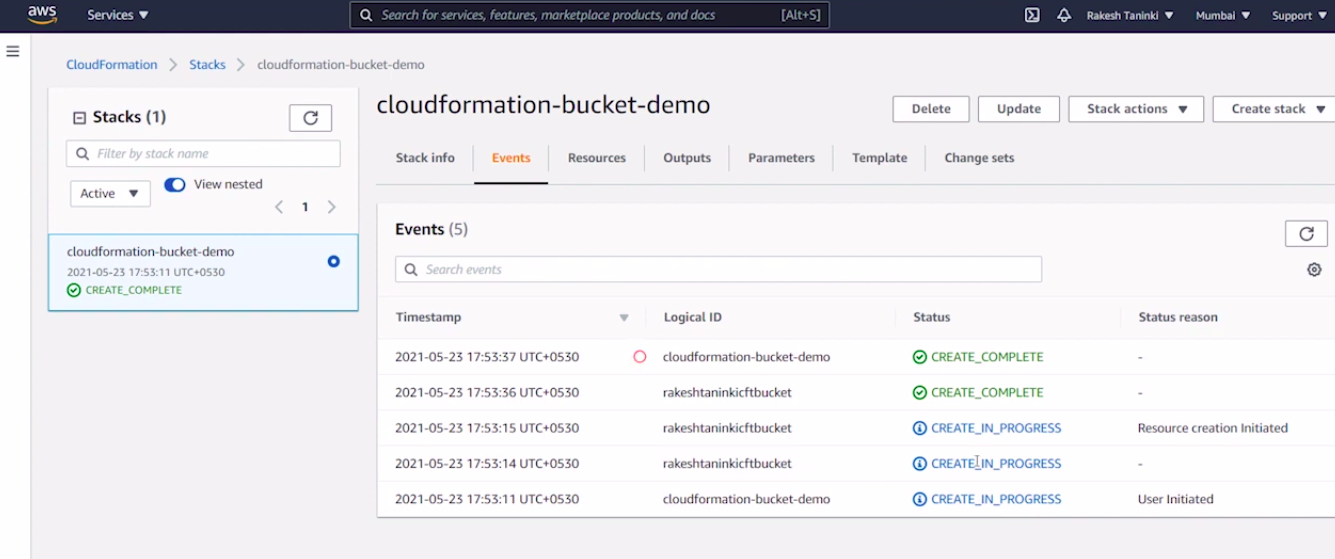 aws Services Search for services, features, marketplace products, and docs [Alt+S] Rakesh Taninki Mumbai Support
CloudFormation Stacks cloudformation-bucket-demo
Stacks (1)
Filter by stack name
Active View nested
1
cloudformation-bucket-demo
2021-05-23 17:53:11 UTC+0530
CREATE_COMPLETE
cloudformation-bucket-demo
Delete Update Stack actions Create stack
Stack info Events Resources Outputs Parameters Template Change sets
Events (5)
Search events
Timestamp Logical ID Status Status reason
2021-05-23 17:53:37 UTC+0530 cloudformation-bucket-demo CREATE_COMPLETE -
2021-05-23 17:53:36 UTC+0530 rakeshtaninkicftbucket CREATE_COMPLETE -
2021-05-23 17:53:15 UTC+0530 rakeshtaninkicftbucket CREATE_IN_PROGRESS Resource creation Initiated
2021-05-23 17:53:14 UTC+0530 rakeshtaninkicftbucket CREATE_IN_PROGRESS -
2021-05-23 17:53:11 UTC+0530 cloudformation-bucket-demo CREATE_IN_PROGRESS User Initiated